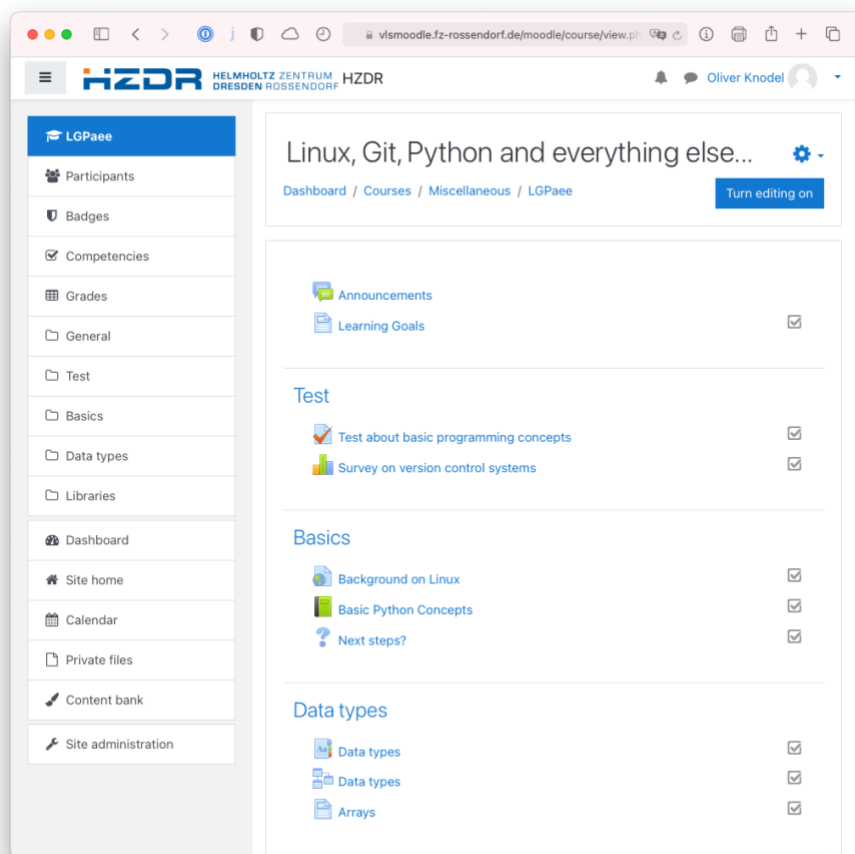 vlsmoodle.fz-rossendorf.de/moodle/course/view.ph
HZDR HELMHOLTZ ZENTRUM DRESDEN ROSSENDORF HZDR
Oliver Knodel
LGPaee
Participants
Badges
Competencies
Grades
General
Test
Basics
Data types
Libraries
Dashboard
Site home
Calendar
Private files
Content bank
Site administration
Linux, Git, Python and everything else...
Dashboard / Courses / Miscellaneous / LGPaee
Turn editing on
Announcements
Learning Goals
Test
Test about basic programming concepts
Survey on version control systems
Basics
Background on Linux
Basic Python Concepts
Next steps?
Data types
Data types
Data types
Arrays